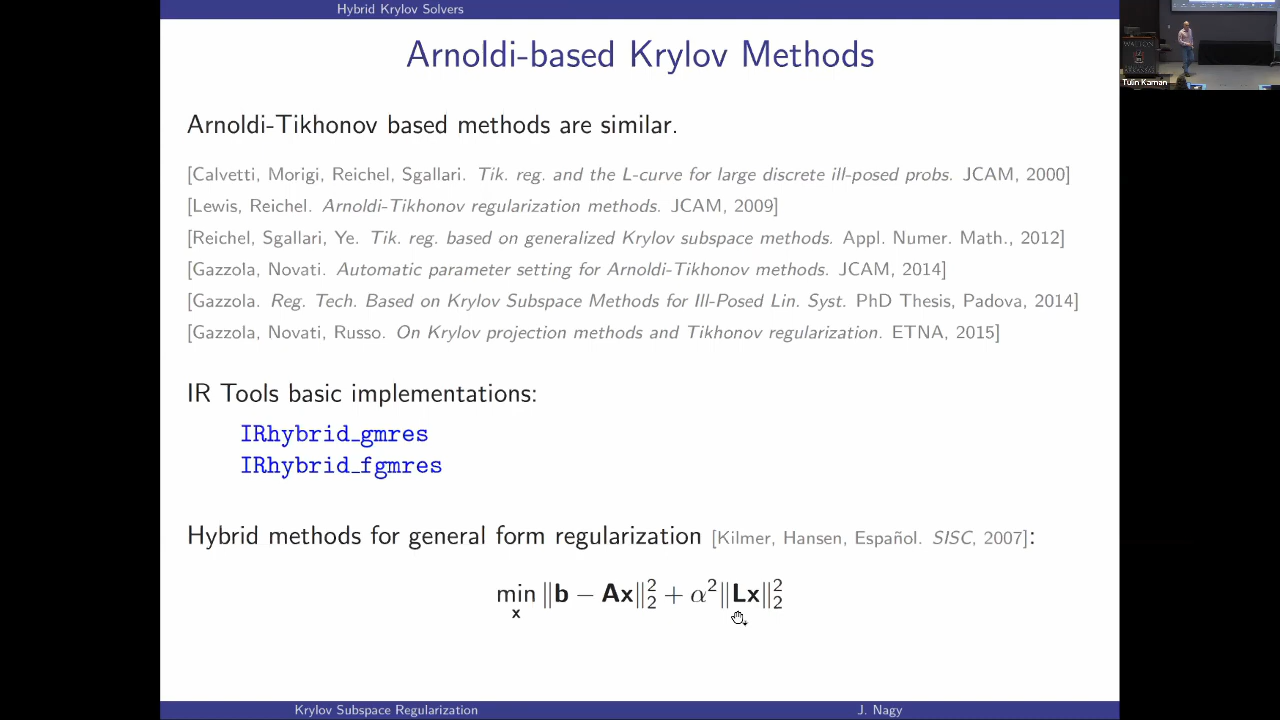 Hybrid Krylov Solvers
Arnoldi-based Krylov Methods
Arnoldi-Tikhonov based methods are similar.
[Calvetti, Morigi, Reichel, Sgallari. Tik. reg. and the L-curve for large discrete ill-posed probs. JCAM, 2000]
[Lewis, Reichel. Arnoldi-Tikhonov regularization methods. JCAM, 2009]
[Reichel, Sgallari, Ye. Tik. reg. based on generalized Krylov subspace methods. Appl. Numer. Math., 2012]
[Gazzola, Novati. Automatic parameter setting for Arnoldi-Tikhonov methods. JCAM, 2014]
[Gazzola. Reg. Tech. Based on Krylov Subspace Methods for Ill-Posed Lin. Syst. PhD Thesis, Padova, 2014]
[Gazzola, Novati, Russo. On Krylov projection methods and Tikhonov regularization. ETNA, 2015]
IR Tools basic implementations:
IRhybrid_gmres
IRhybrid_fgmres
Hybrid methods for general form regularization [Kilmer, Hansen, Español. SISC, 2007]:
min_x ‖b − Ax‖₂² + α²‖Lx‖₂²
Krylov Subspace Regularization J. Nagy
WALTON
Tulin Kaman